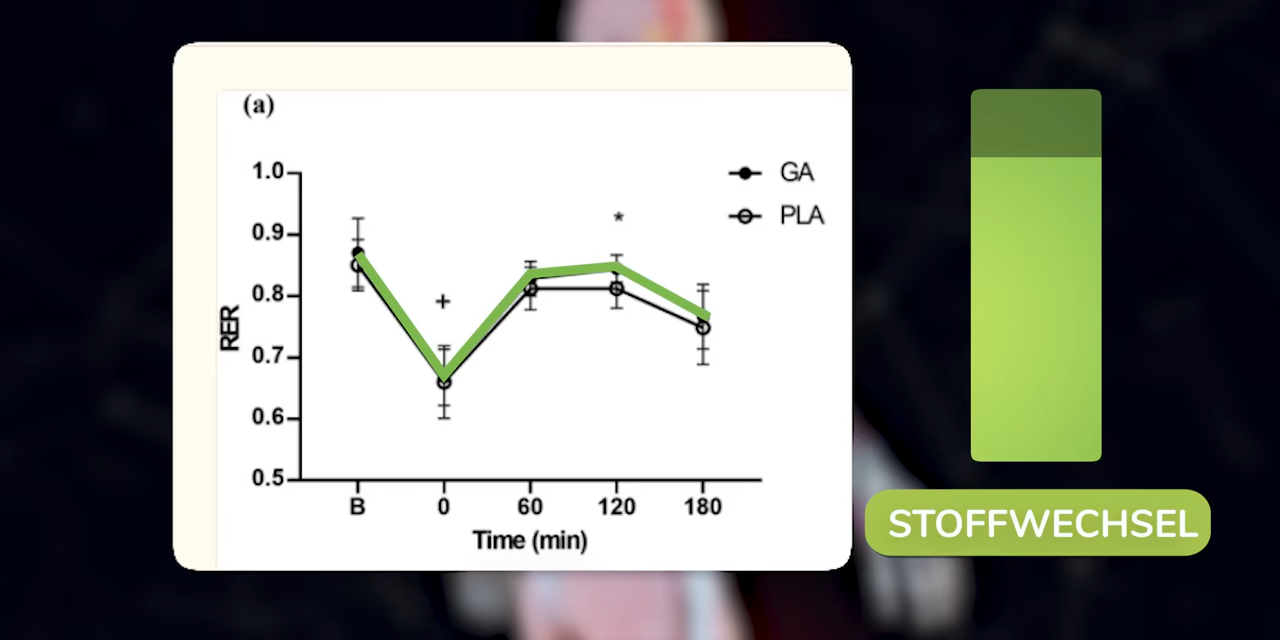 (a)
1.0
0.9
0.8
0.7
0.6
0.5
RER
B 0 60 120 180
Time (min)
+
*
GA
PLA
STOFFWECHSEL